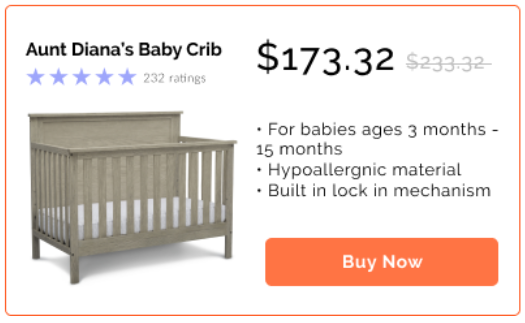 Aunt Diana's Baby Crib
232 ratings
$173.32 $233.32
• For babies ages 3 months -
15 months
• Hypoallergnic material
• Built in lock in mechanism
Buy Now